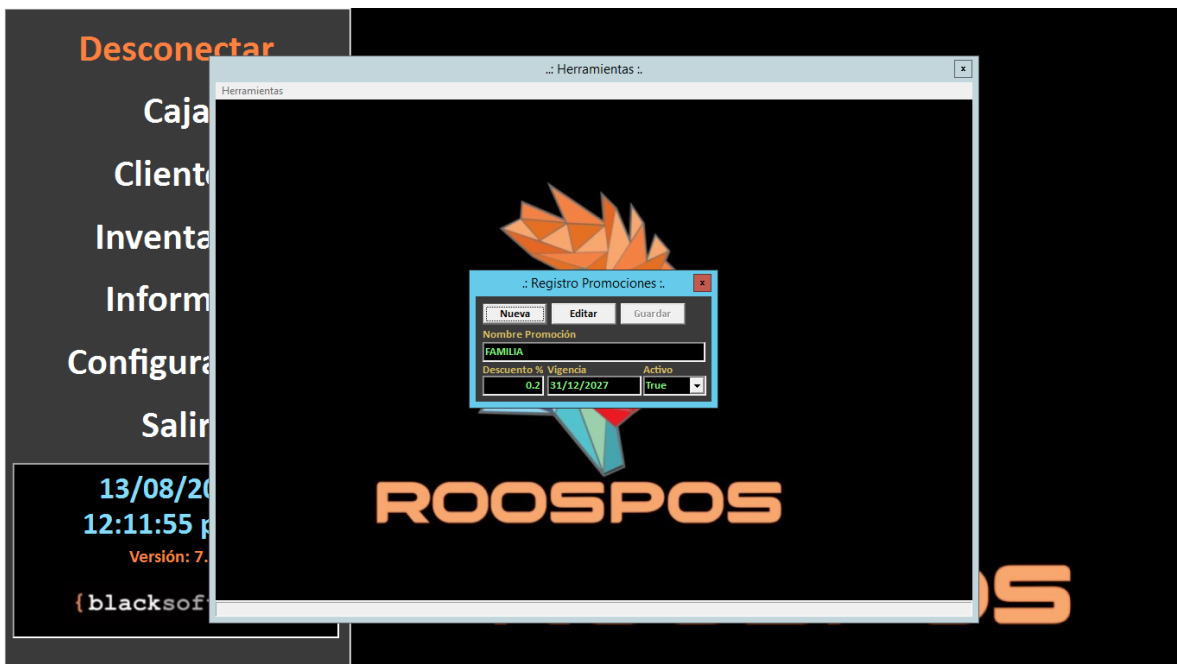 Desconectar
..: Herramientas :.
x
Herramientas
Caja
Client
Inventa
Inform
Configura
Salir
.: Registro Promociones :.
x
Nueva
Editar
Guardar
Nombre Promoción
FAMILIA
Descuento % Vigencia Activo
0.2 31/12/2027 True
13/08/20
12:11:55 p
Versión: 7.
{blacksof
ROOSPOS
OS